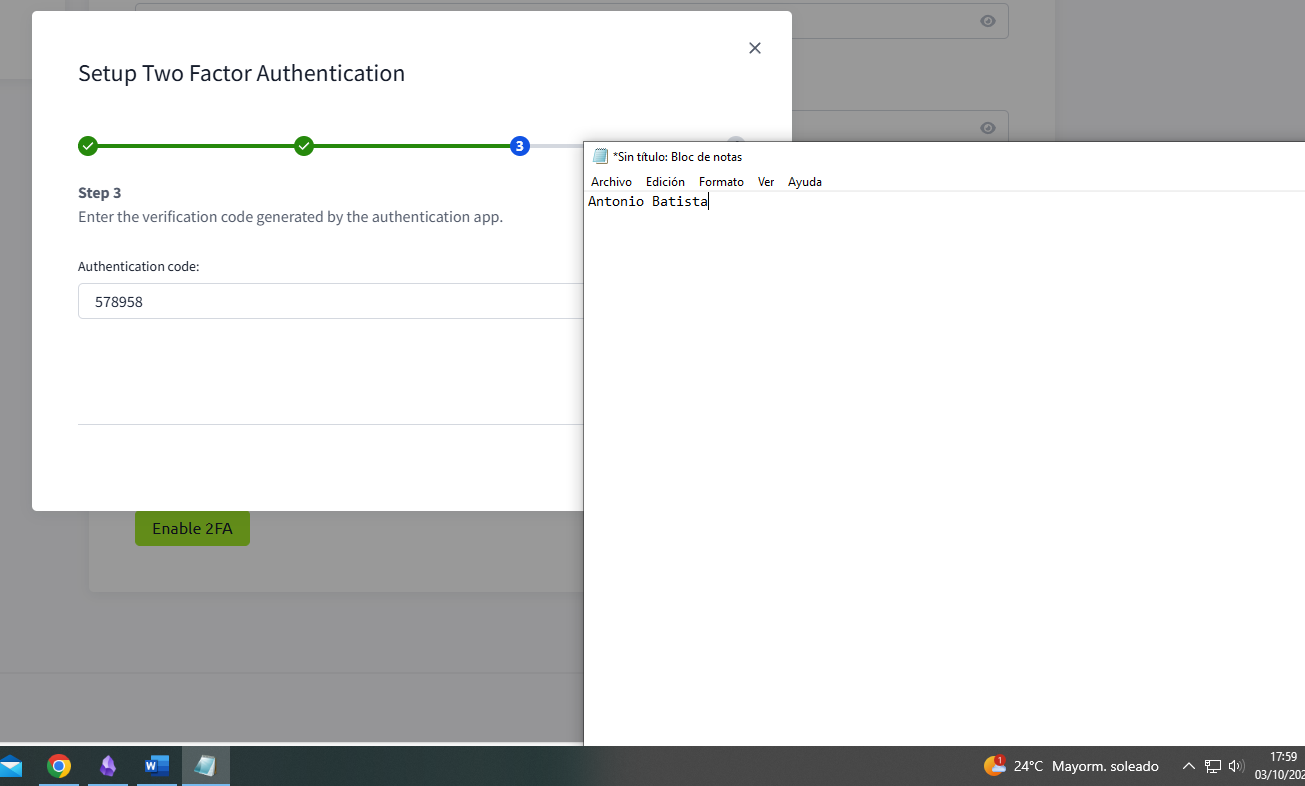 Setup Two Factor Authentication
3
Step 3
Enter the verification code generated by the authentication app.
Authentication code:
578958
Enable 2FA
*Sin título: Bloc de notas
Archivo Edición Formato Ver Ayuda
Antonio Batista
W
1
24°C Mayorm. soleado
17:59
03/10/202